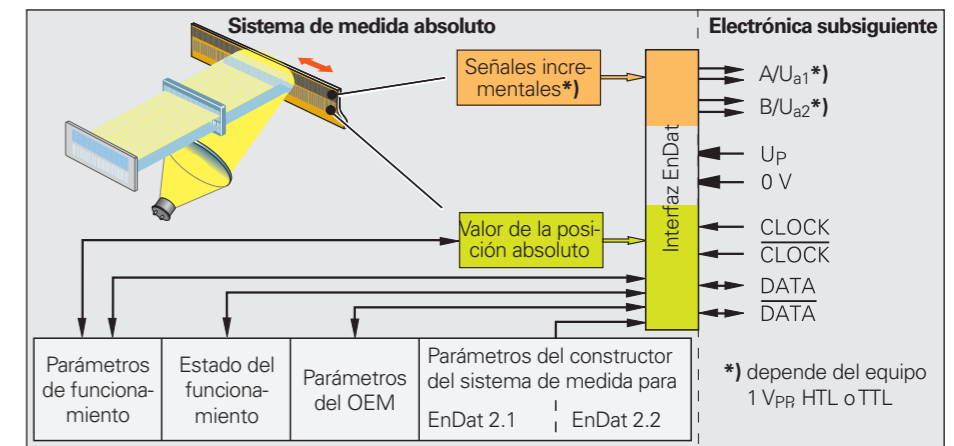 Sistema de medida absoluto
Electrónica subsiguiente
Señales incre-
mentales*)
A/Ua1*)
B/Ua2*)
UP
0 V
Interfaz EnDat
Valor de la posi-
ción absoluto
CLOCK
CLOCK
DATA
DATA
Parámetros
de funciona-
miento
Estado del
funciona-
miento
Parámetros
del OEM
Parámetros del constructor
del sistema de medida para
EnDat 2.1
EnDat 2.2
*) depende del equipo
1 VPP, HTL o TTL